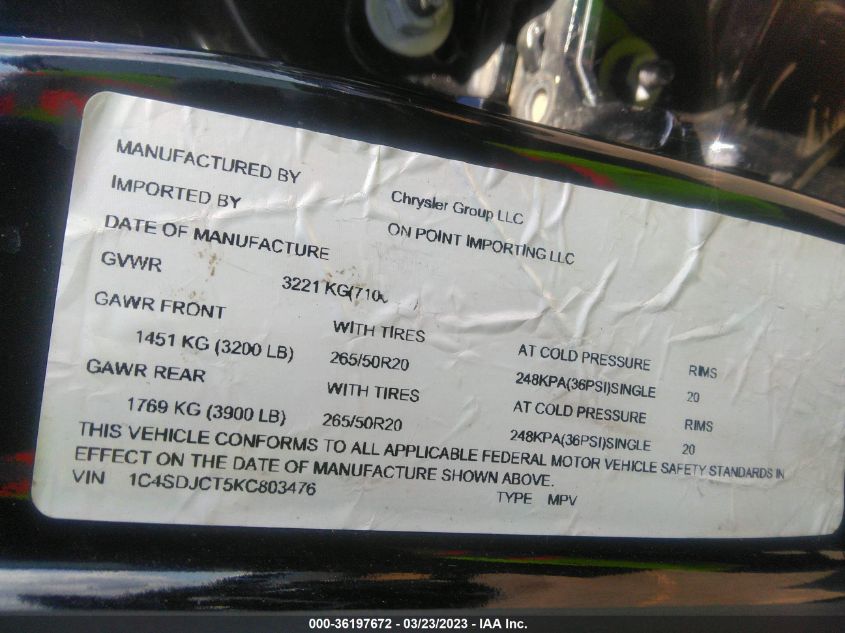 MANUFACTURED BY Chrysler Group LLC
IMPORTED BY ON POINT IMPORTING LLC
DATE OF MANUFACTURE
GVWR 3221 KG(710
GAWR FRONT WITH TIRES AT COLD PRESSURE RIMS
1451 KG (3200 LB) 265/50R20 248KPA(36PSI)SINGLE 20
GAWR REAR WITH TIRES AT COLD PRESSURE RIMS
1769 KG (3900 LB) 265/50R20 248KPA(36PSI)SINGLE 20
THIS VEHICLE CONFORMS TO ALL APPLICABLE FEDERAL MOTOR VEHICLE SAFETY STANDARDS IN
EFFECT ON THE DATE OF MANUFACTURE SHOWN ABOVE.
VIN 1C4SDJCT5KC803476 TYPE MPV
000-36197672 - 03/23/2023 - IAA Inc.